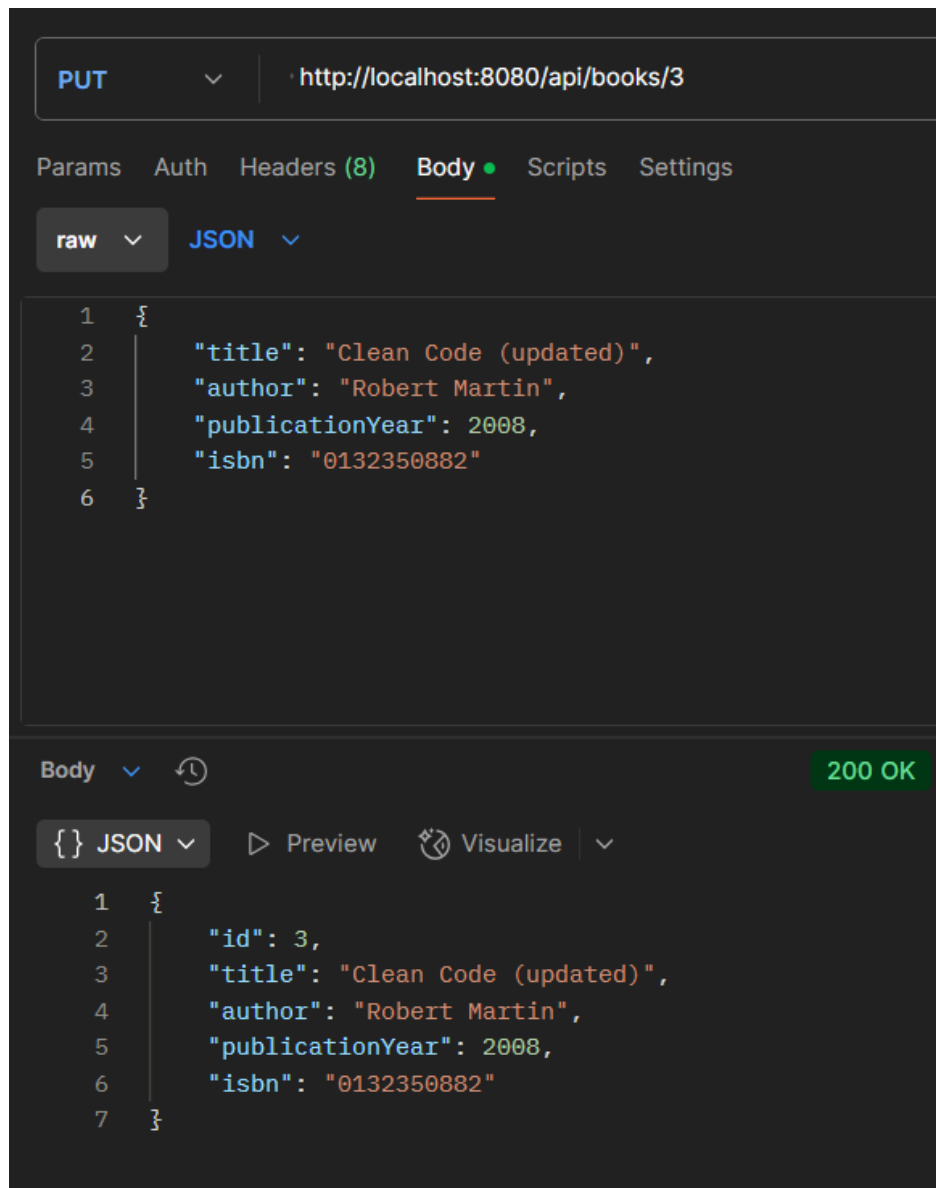 PUT http://localhost:8080/api/books/3
Params Auth Headers (8) Body Scripts Settings
raw JSON
1 {
2 "title": "Clean Code (updated)",
3 "author": "Robert Martin",
4 "publicationYear": 2008,
5 "isbn": "0132350882"
6 }
Body 200 OK
{} JSON Preview Visualize
1 {
2 "id": 3,
3 "title": "Clean Code (updated)",
4 "author": "Robert Martin",
5 "publicationYear": 2008,
6 "isbn": "0132350882"
7 }